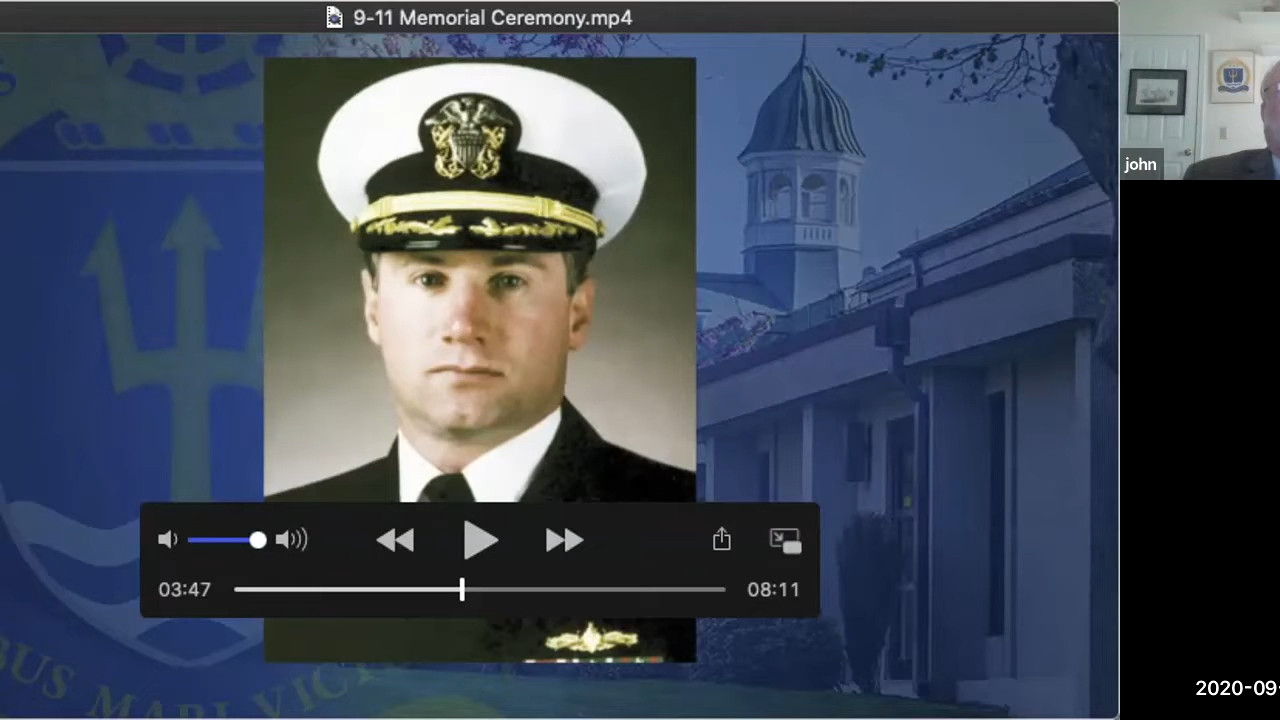 9-11 Memorial Ceremony.mp4
john
03:47
08:11
BUS MARI VIC
2020-09-